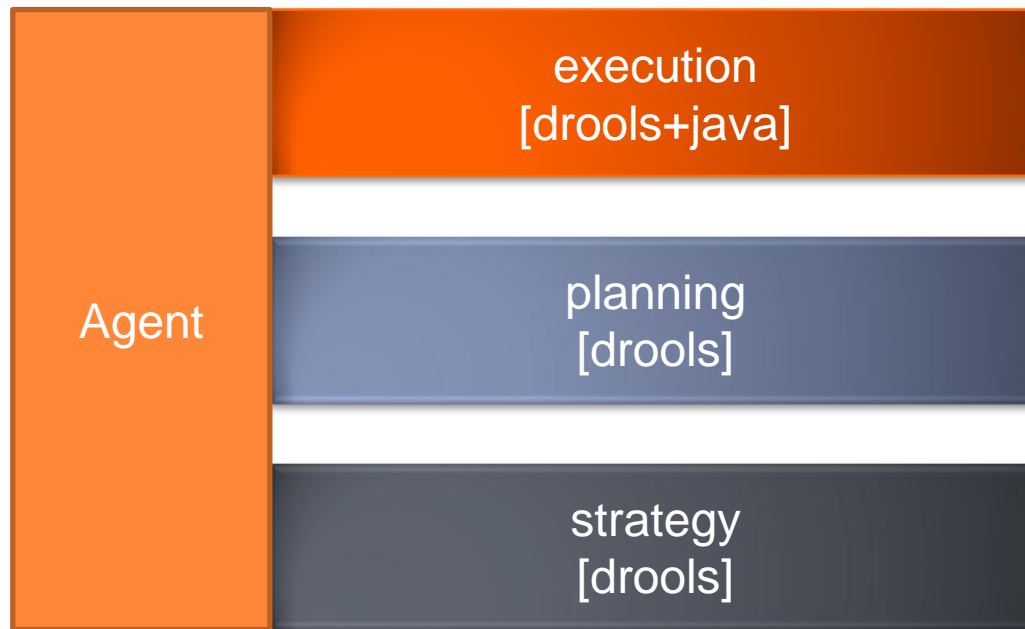 Agent
execution
[drools+java]
planning
[drools]
strategy
[drools]